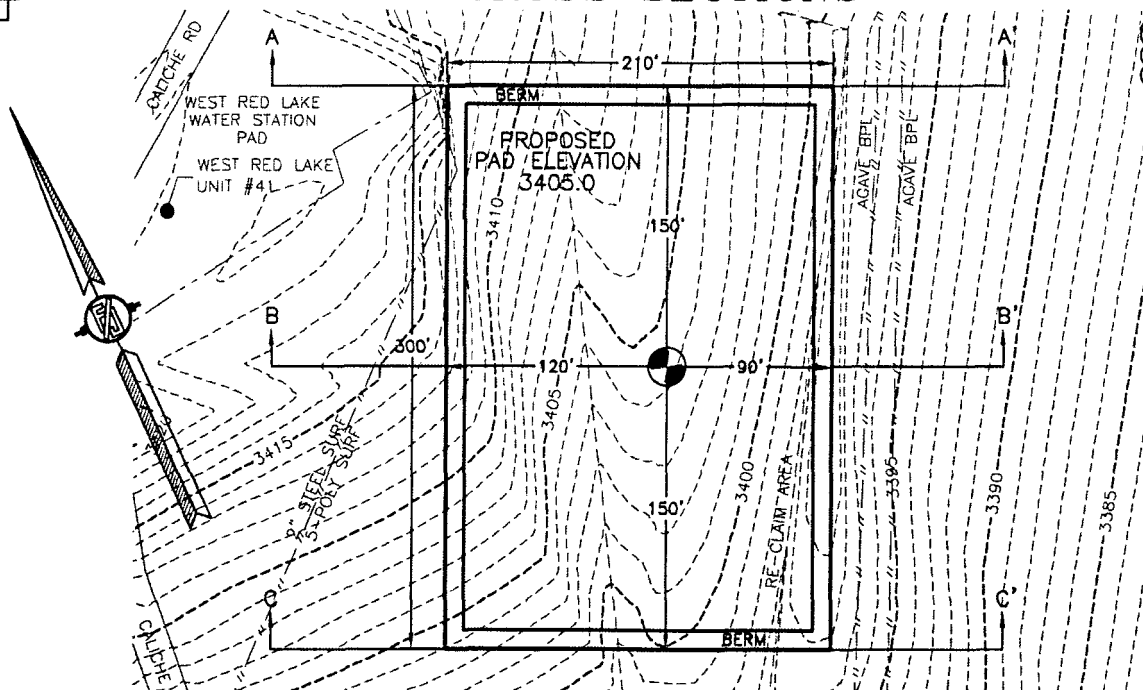 A
A'
210'
BERM
CALICHE RD
WEST RED LAKE
WATER STATION
PAD
WEST RED LAKE
UNIT #41
PROPOSED
PAD ELEVATION
3405.0
AGAVE BPL
AGAVE BPL
3410
150'
B
B'
300'
120'
90'
3405
3415
STEEL SURF
POLY SURF
3400
3395
3390
3385
150'
RE-CLAIM AREA
C
C'
BERM
CALICHE